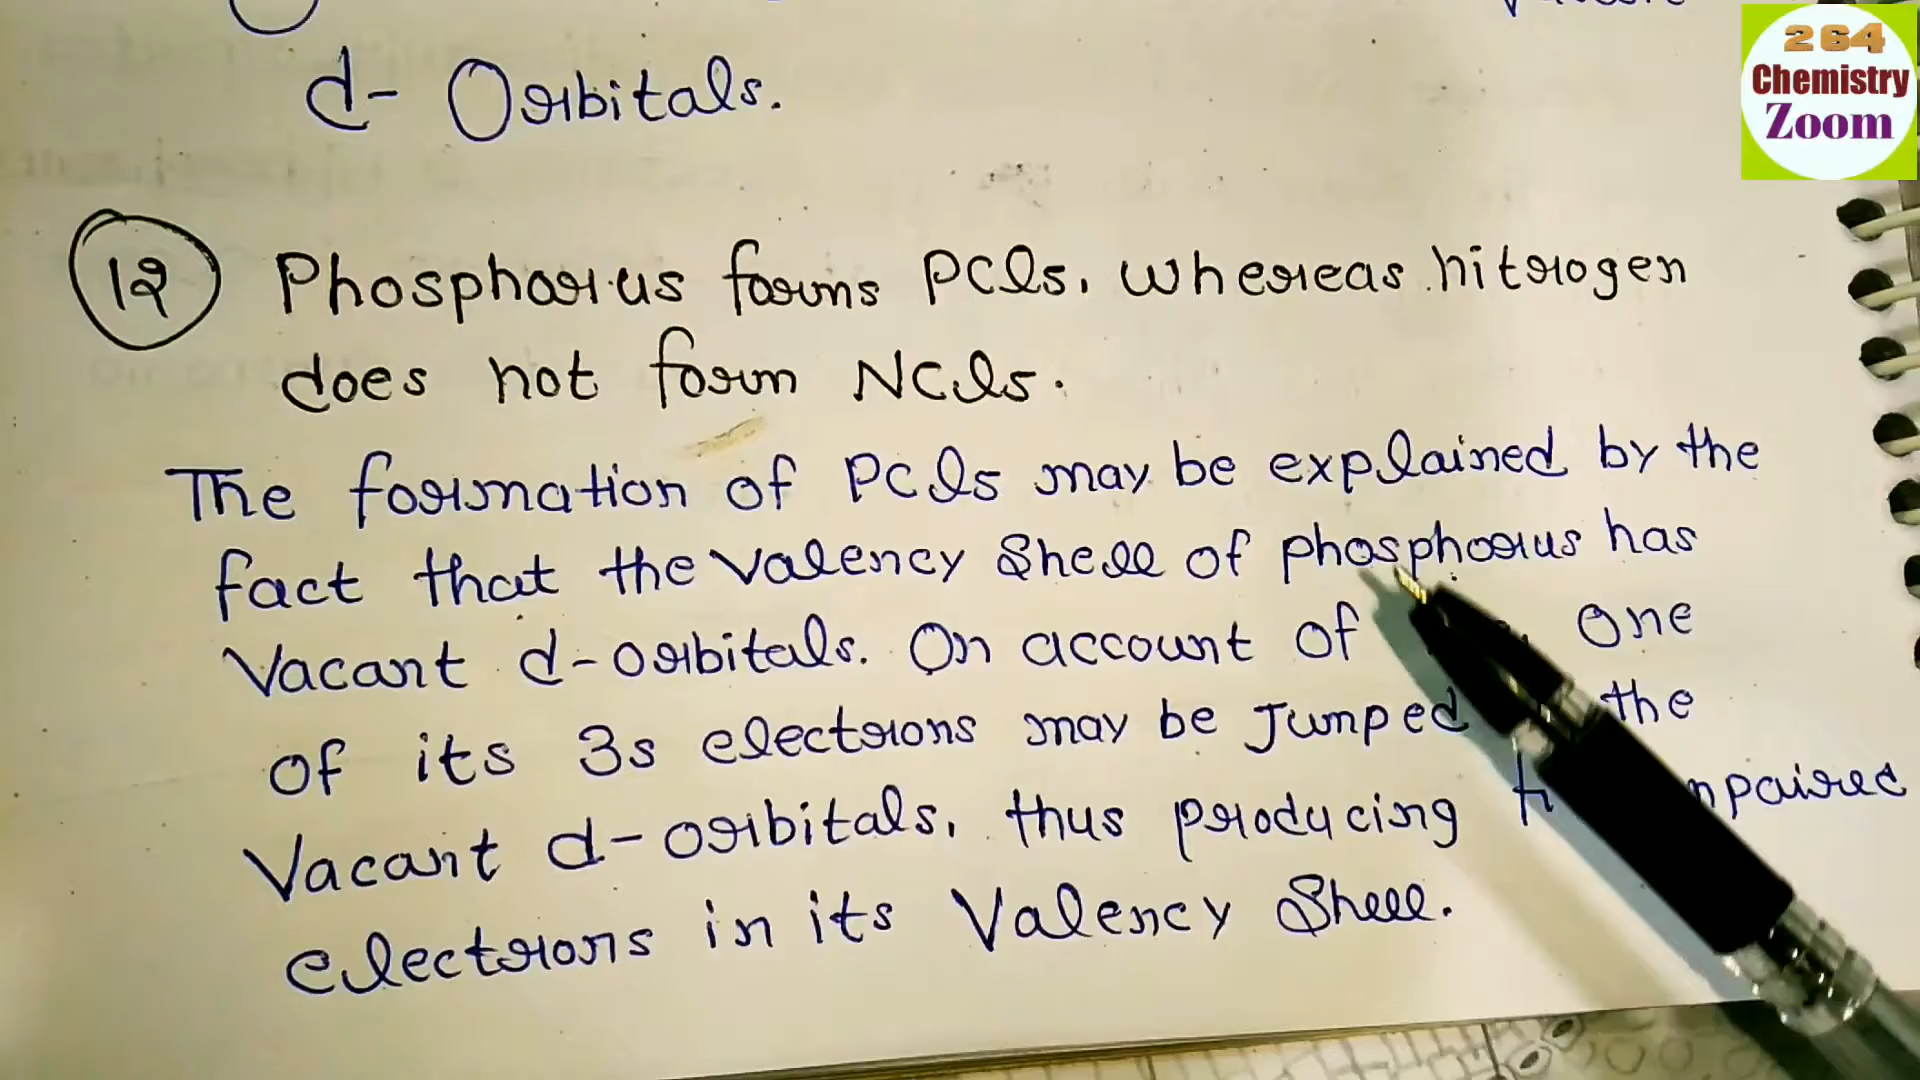 d- Orbitals.
264
Chemistry
Zoom
12 Phosphorus forms PCl5, whereas nitrogen
does not form NCl5.
The formation of PCl5 may be explained by the
fact that the valency Shell of phosphorus has
Vacant d-orbitals. On account of One
of its 3s electrons may be Jumped the
Vacant d-orbitals, thus producing
electrons in its Valency Shell.